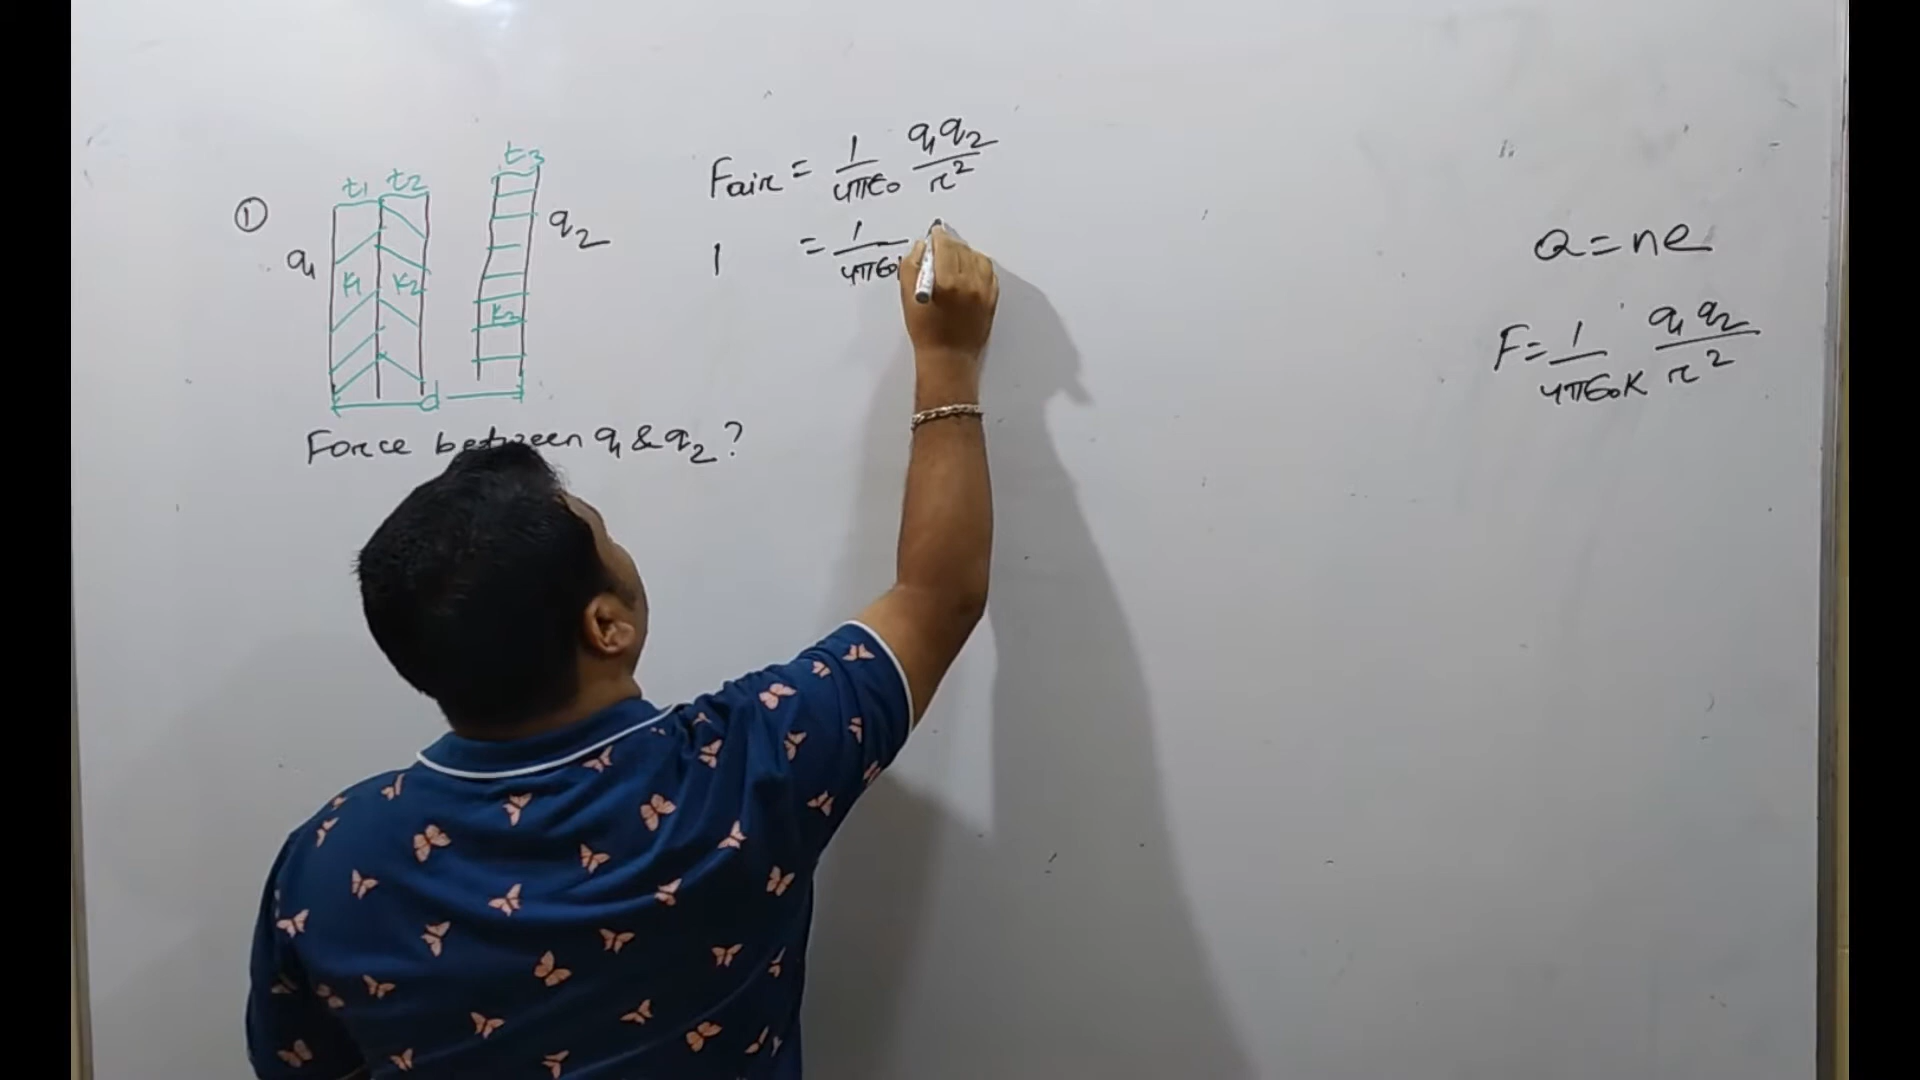 ①
t1 t2 t3
q1 K1 K2 K3 q2
d
Force between q1 & q2 ?
Fair = 1/4πϵ0 q1q2/r²
1 = 1/4πϵ0
Q = ne
F = 1/4πϵ0K q1q2/r²